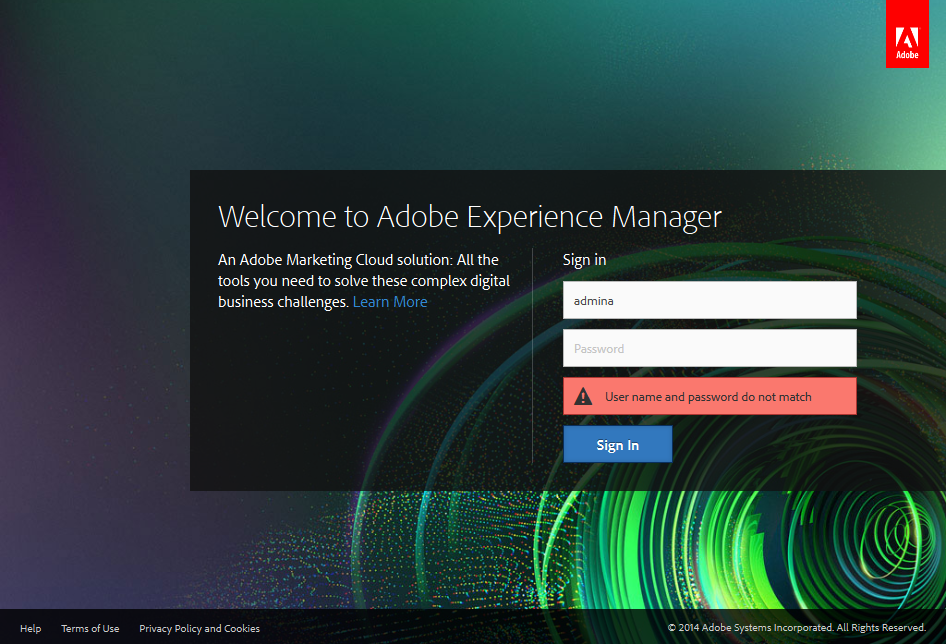 Adobe
Welcome to Adobe Experience Manager
An Adobe Marketing Cloud solution: All the
tools you need to solve these complex digital
business challenges. Learn More
Sign in
admina
Password
User name and password do not match
Sign In
Help Terms of Use Privacy Policy and Cookies © 2014 Adobe Systems Incorporated. All Rights Reserved.